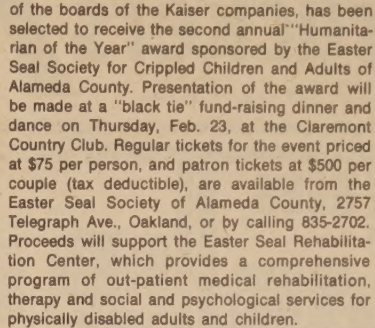 of the boards of the Kaiser companies, has been
selected to receive the second annual "Humanita-
rian of the Year" award sponsored by the Easter
Seal Society for Crippled Children and Adults of
Alameda County. Presentation of the award will
be made at a "black tie" fund-raising dinner and
dance on Thursday, Feb. 23, at the Claremont
Country Club. Regular tickets for the event priced
at $75 per person, and patron tickets at $500 per
couple (tax deductible), are available from the
Easter Seal Society of Alameda County, 2757
Telegraph Ave., Oakland, or by calling 835-2702.
Proceeds will support the Easter Seal Rehabilita-
tion Center, which provides a comprehensive
program of out-patient medical rehabilitation,
therapy and social and psychological services for
physically disabled adults and children.